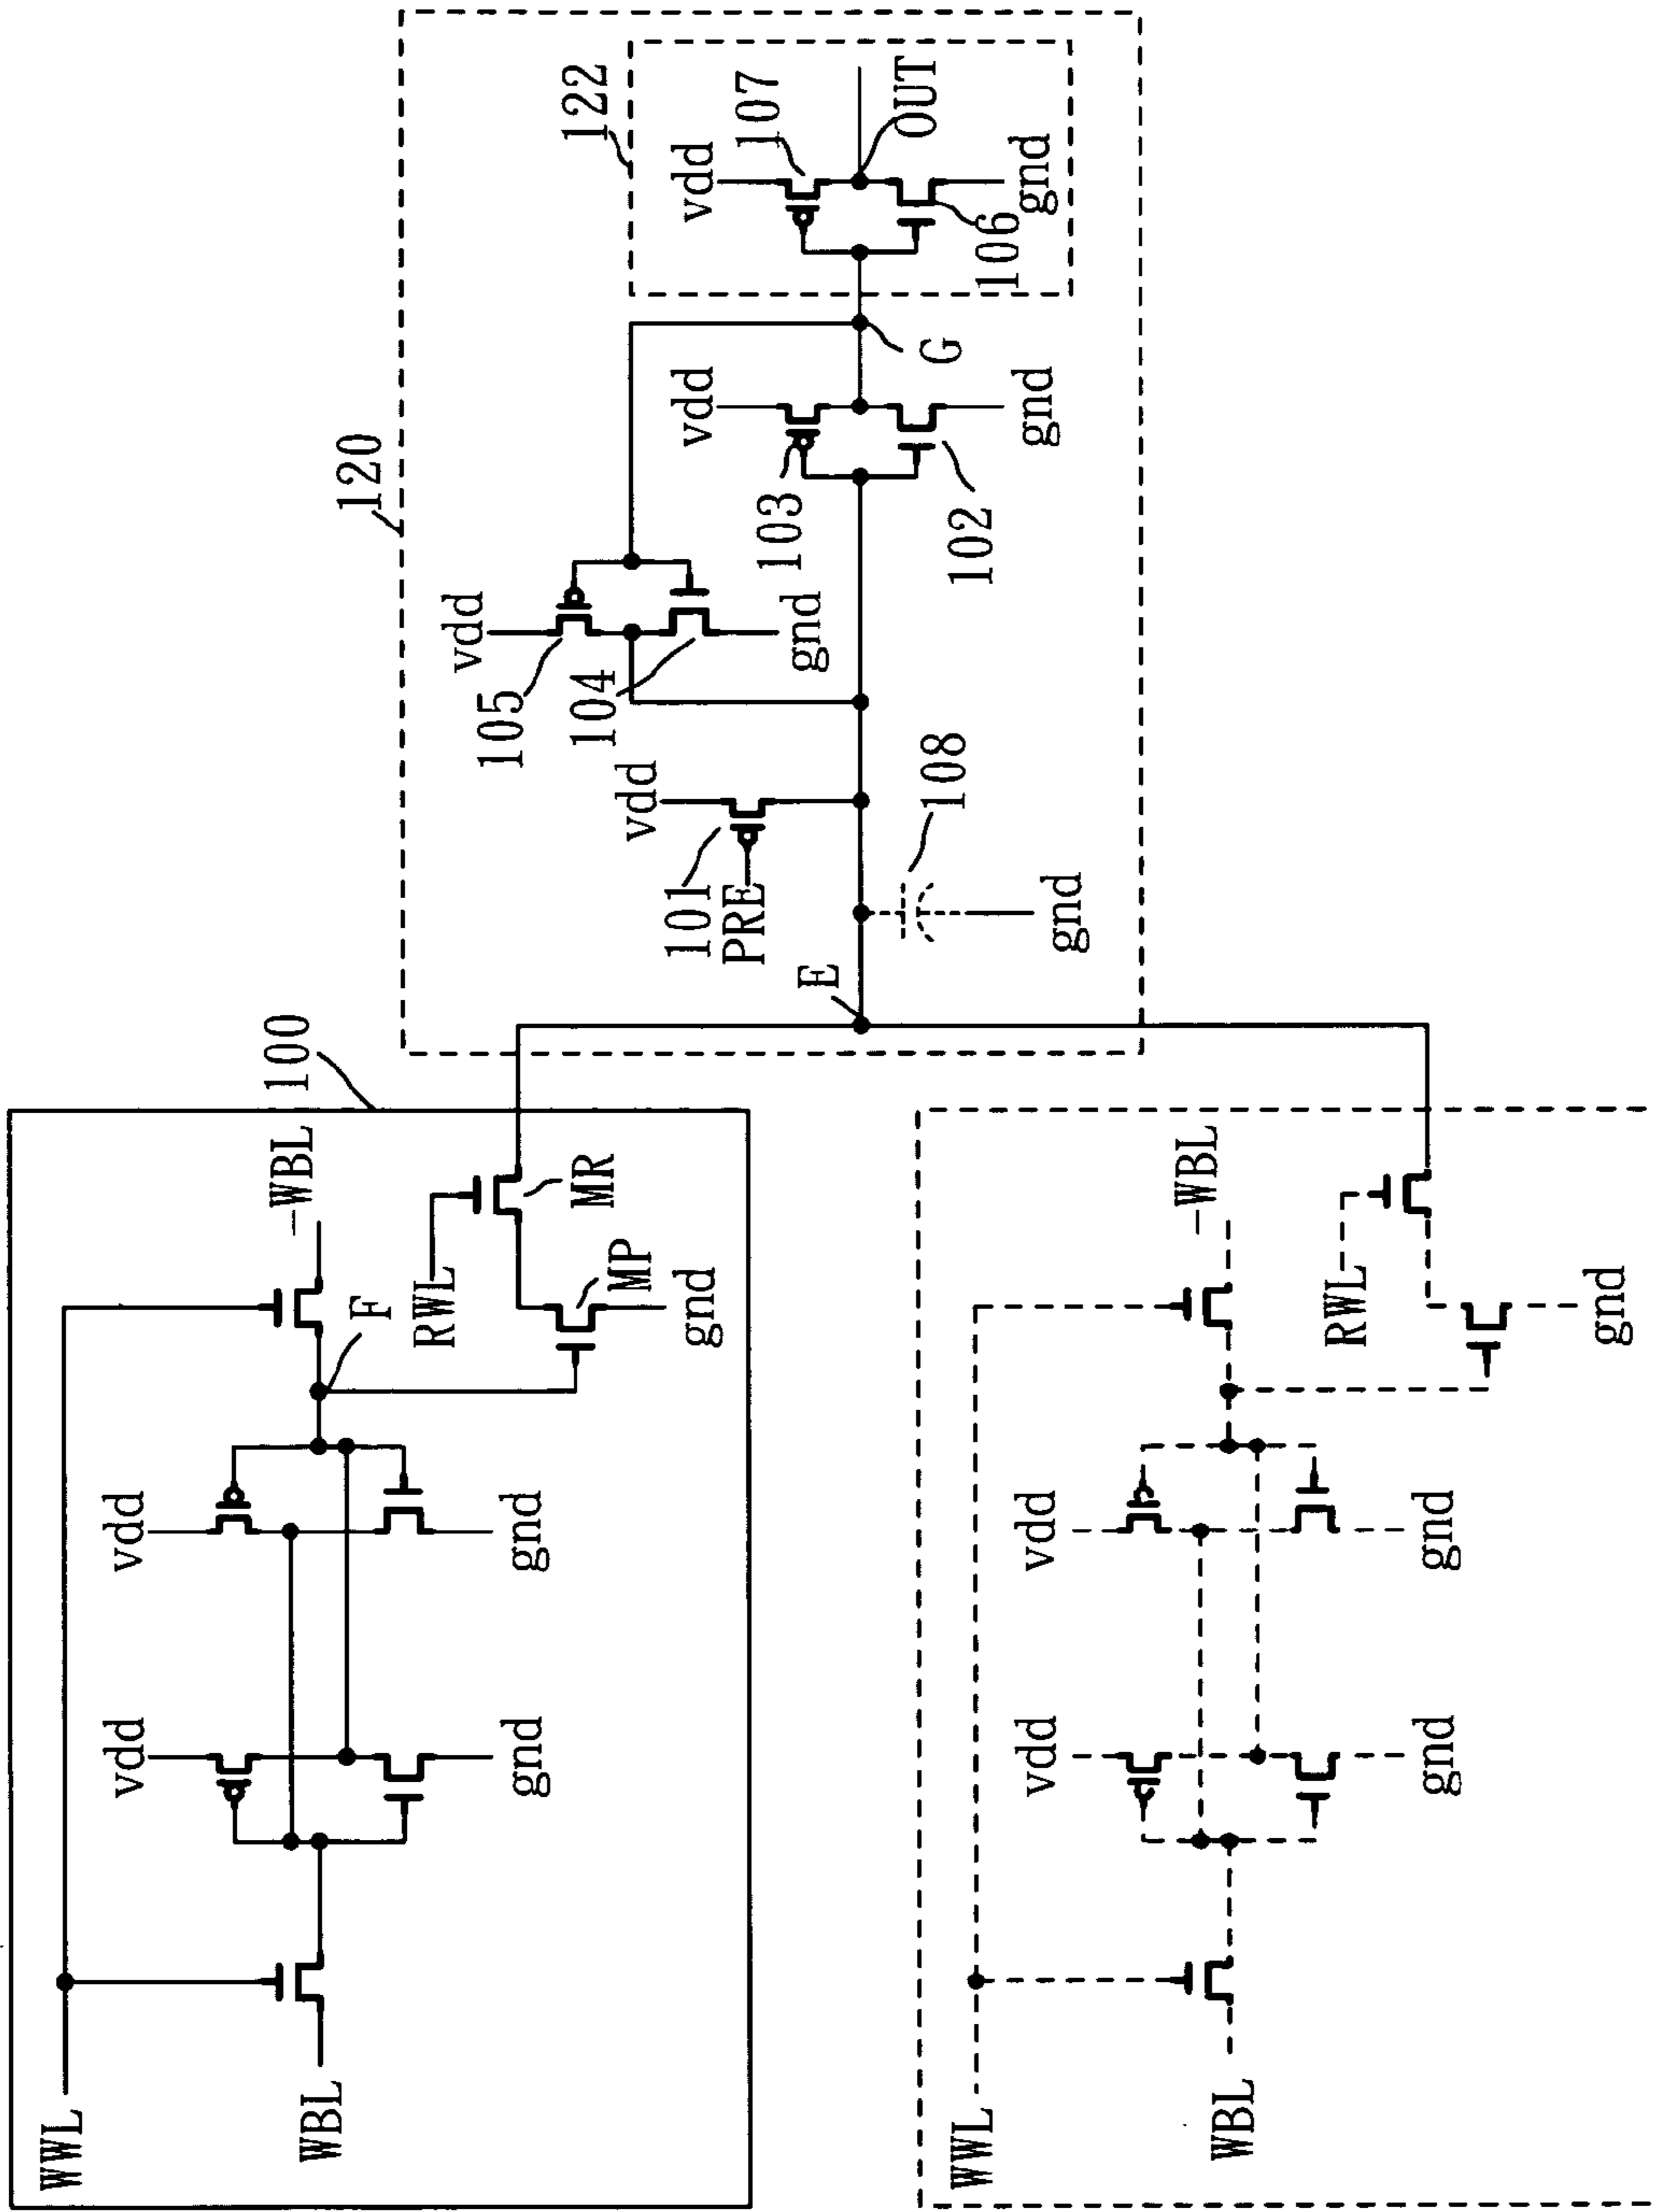 120
122
vdd
107
OUT
106
gnd
vdd
103
G
102
gnd
vdd
105
104
gnd
vdd
101
PRE
108
gnd
E
100
WWL
WBL
vdd
gnd
vdd
gnd
F
-WBL
RWL
MR
MP
gnd
WWL
WBL
vdd
gnd
vdd
gnd
-WBL
RWL
gnd